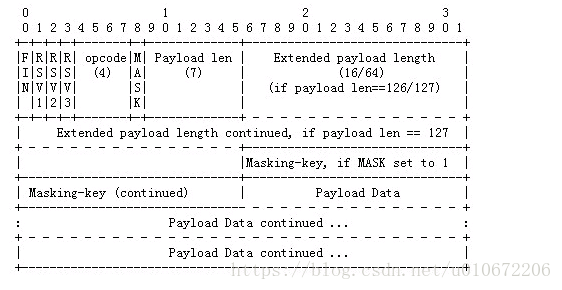 0 1 2 3
0 1 2 3 4 5 6 7 8 9 0 1 2 3 4 5 6 7 8 9 0 1 2 3 4 5 6 7 8 9 0 1
+-+-+-+-+-------+-+-------------+-------------------------------+
|F|R|R|R| opcode|M| Payload len | Extended payload length |
|I|S|S|S| (4) |A| (7) | (16/64) |
|N|V|V|V| |S| | (if payload len==126/127) |
| |1|2|3| |K| | |
+-+-+-+-+-------+-+-------------+ - - - - - - - - - - - - - - - +
| Extended payload length continued, if payload len == 127 |
+ - - - - - - - - - - - - - - - +-------------------------------+
| |Masking-key, if MASK set to 1 |
+-------------------------------+-------------------------------+
| Masking-key (continued) | Payload Data |
+-------------------------------- - - - - - - - - - - - - - - - +
: Payload Data continued ... :
+ - - - - - - - - - - - - - - - - - - - - - - - - - - - - - - - +
| Payload Data continued ... |
+---------------------------------------------------------------+
https://blog.csdn.net/u010672206